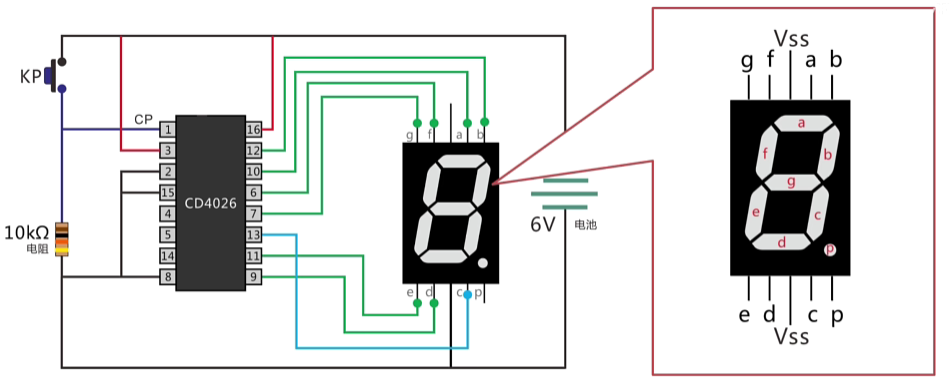 KP
CP
1
3
2
15
4
5
14
8
CD4026
16
12
10
6
7
13
11
9
10kΩ
电阻
g f a b
e d c p
6V 电池
Vss
g f a b
a
f b
g
e c
d
p
e d c p
Vss